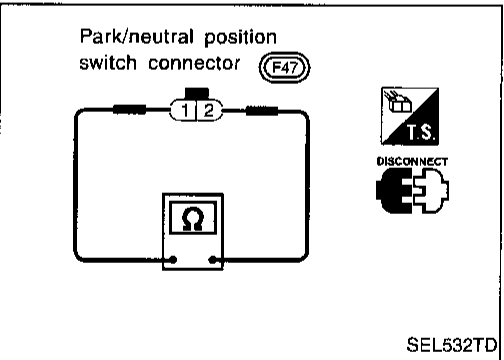 Park/neutral position
switch connector F47
1 2
T.S.
DISCONNECT
Ω
SEL532TD